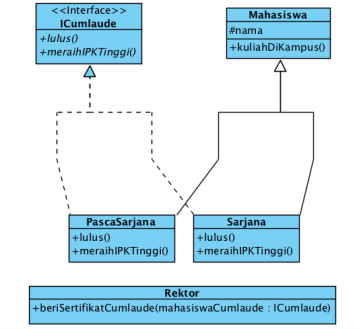 <<Interface>>
ICumlaude
+lulus()
+meraihIPKTinggi()
Mahasiswa
#nama
+kuliahDiKampus()
PascaSarjana
+lulus()
+meraihIPKTinggi()
Sarjana
+lulus()
+meraihIPKTinggi()
Rektor
+beriSertifikatCumlaude(mahasiswaCumlaude : ICumlaude)